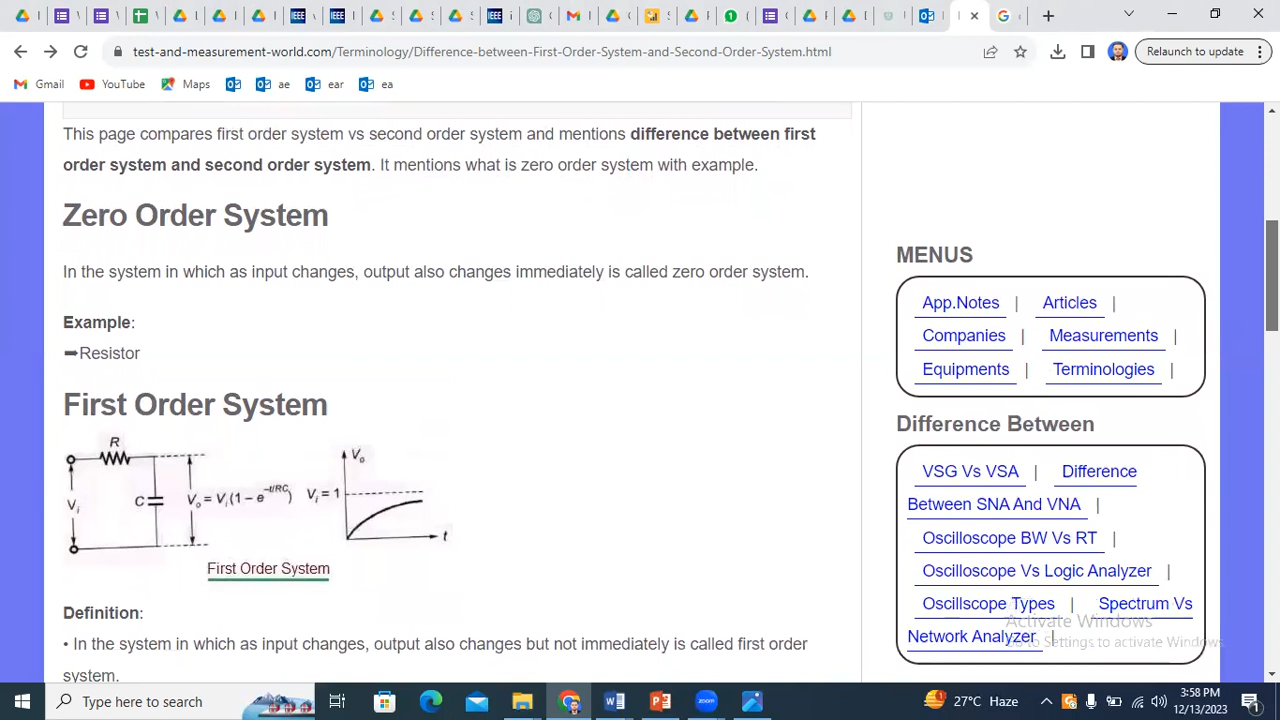 test-and-measurement-world.com/Terminology/Difference-between-First-Order-System-and-Second-Order-System.html
Relaunch to update
Gmail YouTube Maps ae ear ea
This page compares first order system vs second order system and mentions difference between first
order system and second order system. It mentions what is zero order system with example.
Zero Order System
In the system in which as input changes, output also changes immediately is called zero order system.
Example:
➡Resistor
First Order System
R
Vi
C
Vo = Vi(1 − e^−t/RC)
Vo
Vi = 1
t
First Order System
Definition:
• In the system in which as input changes, output also changes but not immediately is called first order
system.
MENUS
App.Notes | Articles |
Companies | Measurements |
Equipments | Terminologies |
Difference Between
VSG Vs VSA | Difference
Between SNA And VNA |
Oscilloscope BW Vs RT |
Oscilloscope Vs Logic Analyzer |
Oscillscope Types | Spectrum Vs
Network Analyzer |
Activate Windows
Go to Settings to activate Windows.
Type here to search
27°C Haze
3:58 PM
12/13/2023